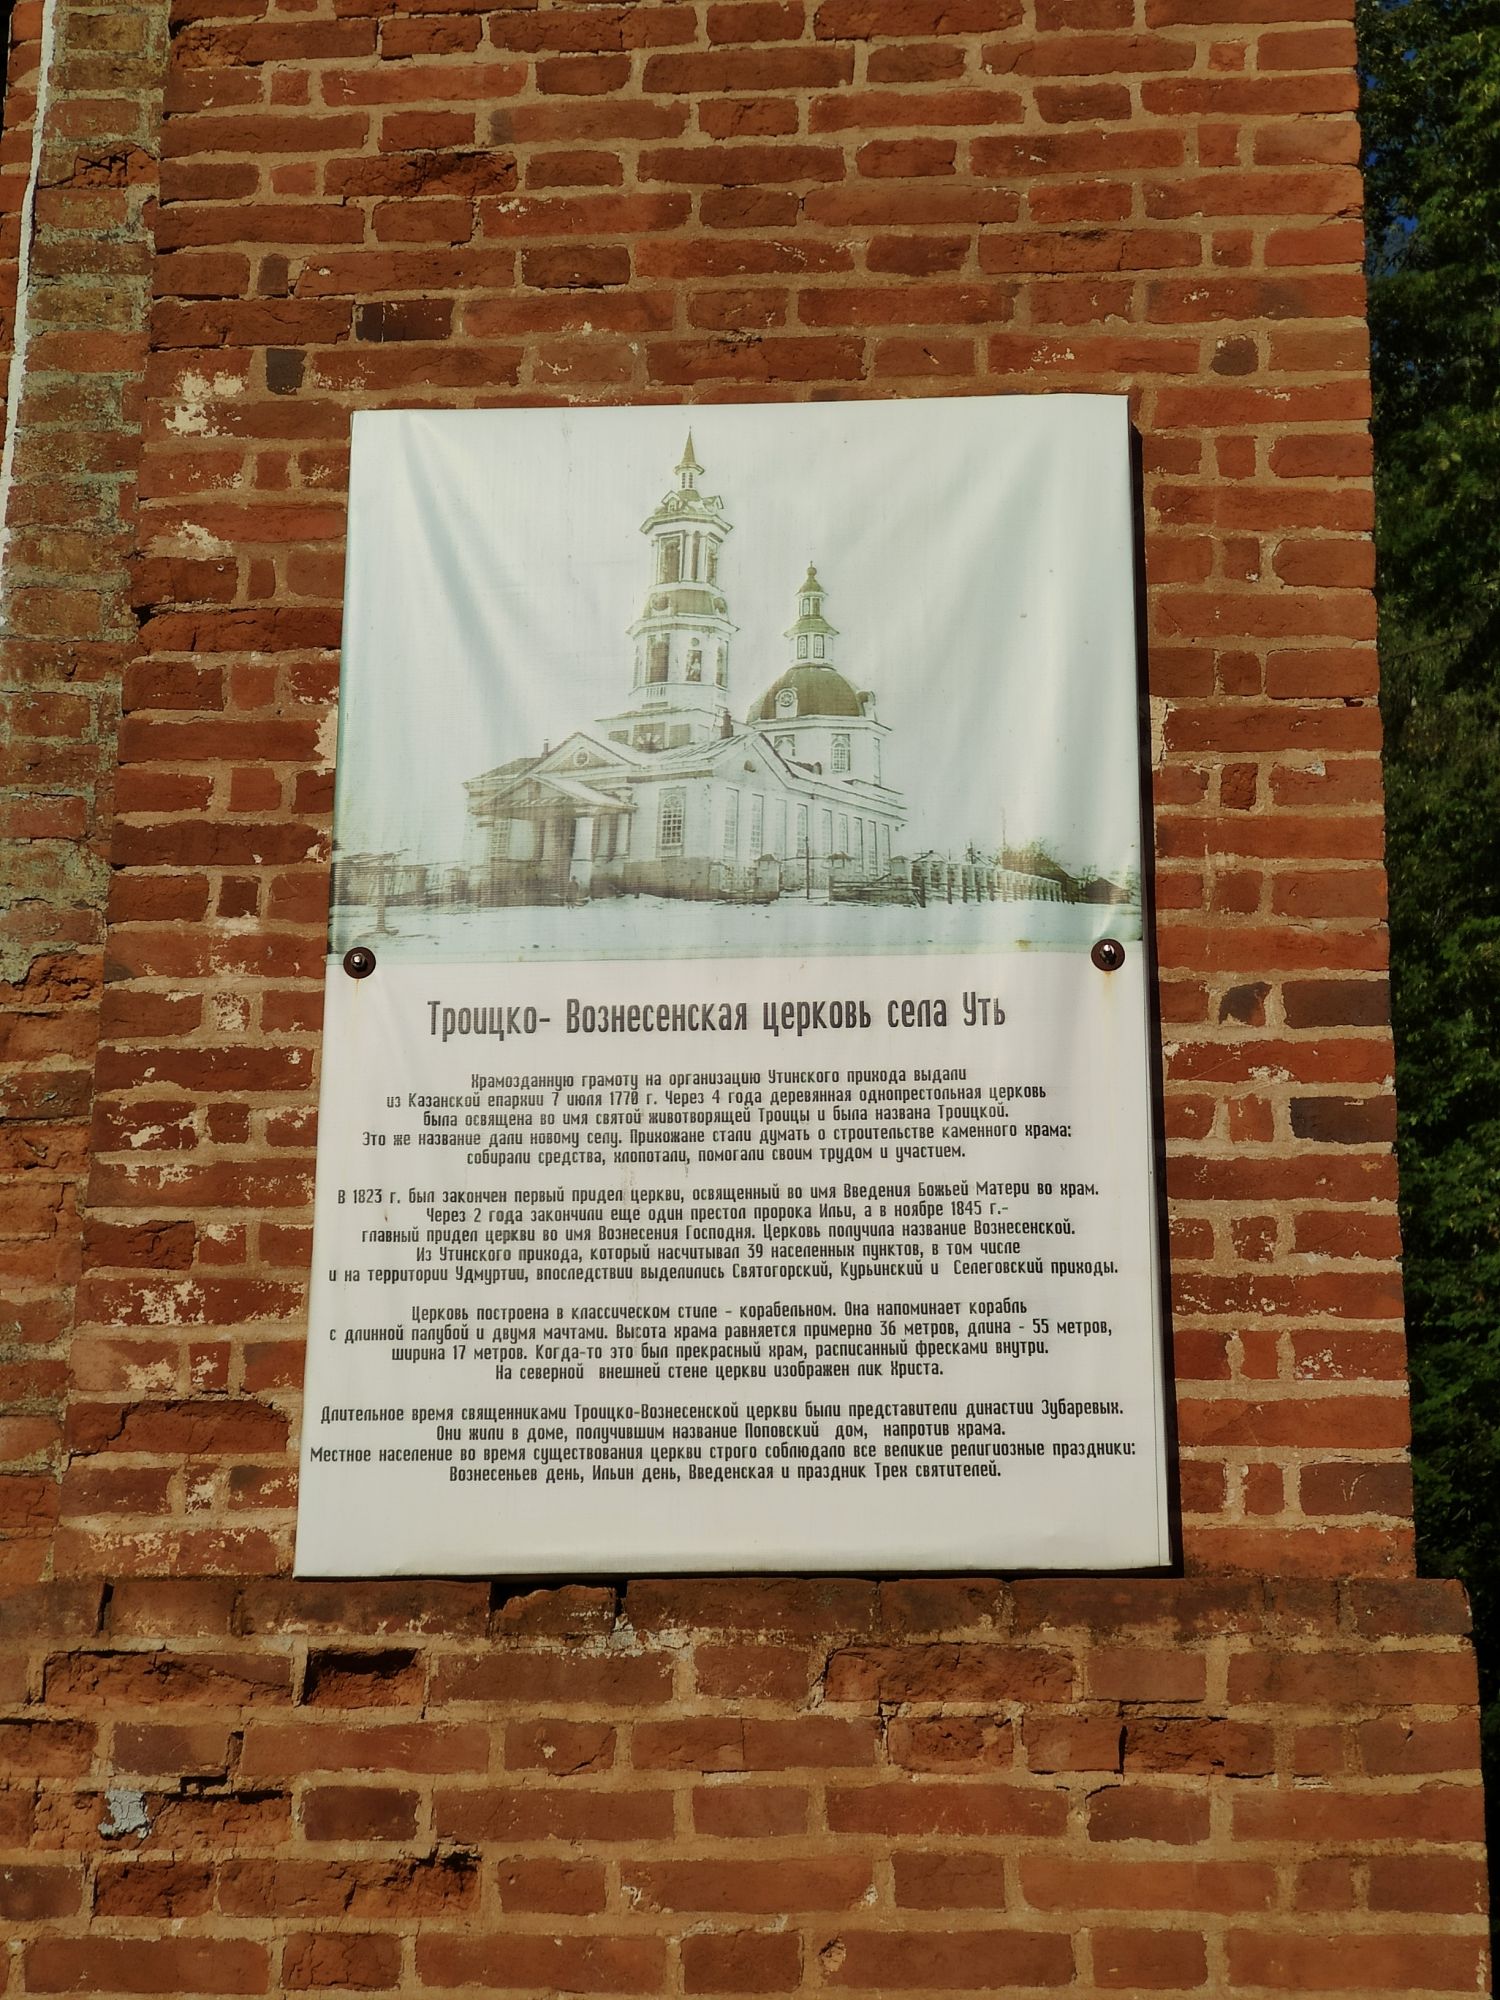 Троицко- Вознесенская церковь села Уть
Храмозданную грамоту на организацию Утинского прихода выдали
из Казанской епархии 7 июля 1770 г. Через 4 года деревянная однопрестольная церковь
была освящена во имя святой животворящей Троицы и была названа Троицкой.
Это же название дали новому селу. Прихожане стали думать о строительстве каменного храма:
собирали средства, хлопотали, помогали своим трудом и участием.
В 1823 г. был закончен первый придел церкви, освященный во имя Введения Божьей Матери во храм.
Через 2 года закончили еще один престол пророка Ильи, а в ноябре 1845 г.-
главный придел церкви во имя Вознесения Господня. Церковь получила название Вознесенской.
Из Утинского прихода, который насчитывал 39 населенных пунктов, в том числе
и на территории Удмуртии, впоследствии выделились Святогорский, Курьинский и Селеговский приходы.
Церковь построена в классическом стиле - корабельном. Она напоминает корабль
с длинной палубой и двумя мачтами. Высота храма равняется примерно 36 метров, длина - 55 метров,
ширина 17 метров. Когда-то это был прекрасный храм, расписанный фресками внутри.
На северной внешней стене церкви изображен лик Христа.
Длительное время священниками Троицко-Вознесенской церкви были представители династии Зубаревых.
Они жили в доме, получившим название Поповский дом, напротив храма.
Местное население во время существования церкви строго соблюдало все великие религиозные праздники:
Вознесеньев день, Ильин день, Введенская и праздник Трех святителей.